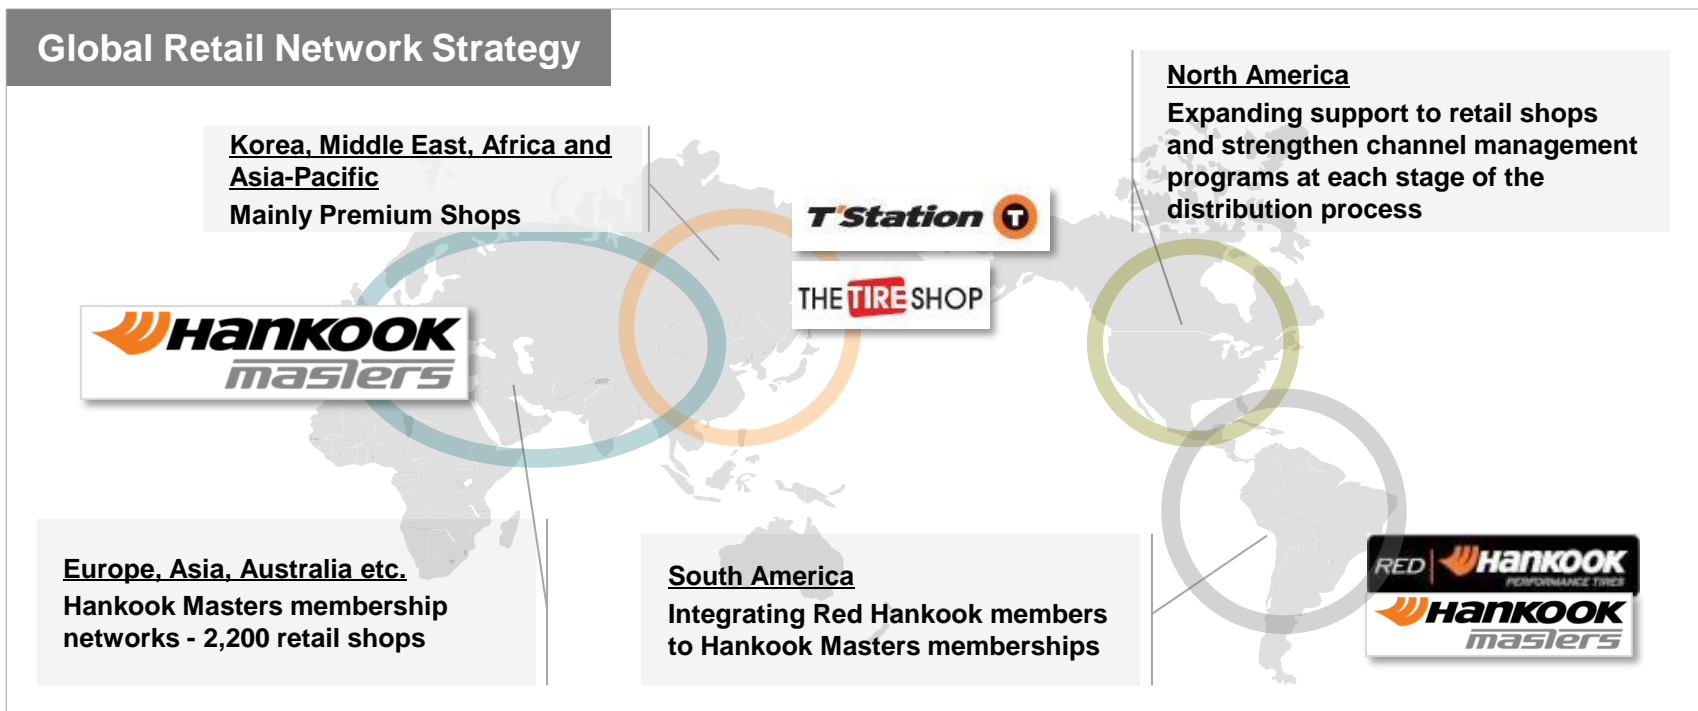 Global Retail Network Strategy
Korea, Middle East, Africa and
Asia-Pacific
Mainly Premium Shops
North America
Expanding support to retail shops
and strengthen channel management
programs at each stage of the
distribution process
T'Station T
THE TIRE SHOP
HANKOOK
masters
Europe, Asia, Australia etc.
Hankook Masters membership
networks - 2,200 retail shops
South America
Integrating Red Hankook members
to Hankook Masters memberships
RED HANKOOK
PERFORMANCE TIRES
HANKOOK
masters